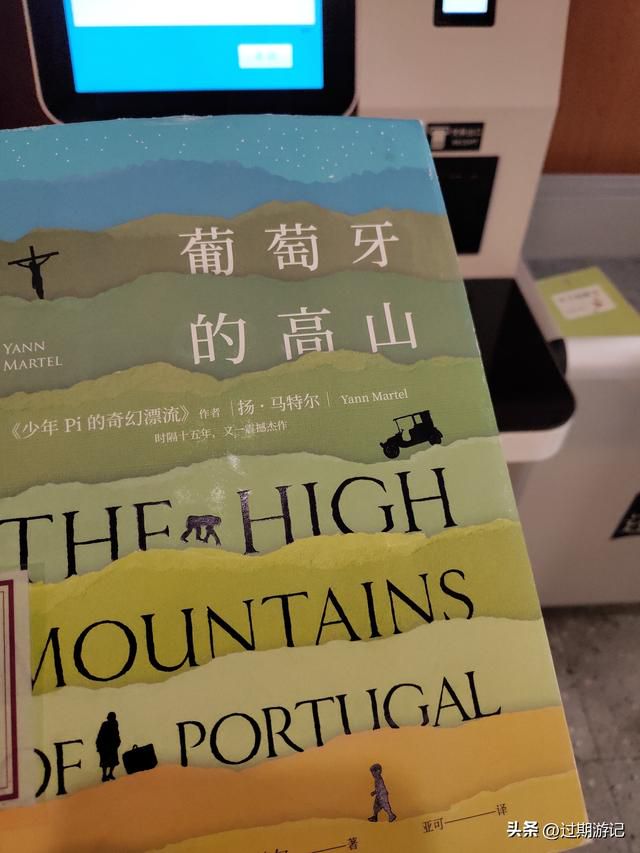 葡萄牙
的高山
YANN
MARTEL
《少年 Pi 的奇幻漂流》作者 | 扬·马特尔 | Yann Martel
时隔十五年，又一震撼杰作
THE HIGH
MOUNTAINS
OF PORTUGAL
著
亚可——译
头条 @过期游记